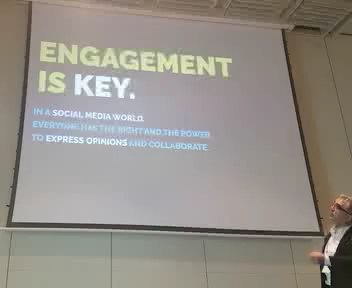 ENGAGEMENT
IS KEY.
IN A SOCIAL MEDIA WORLD,
EVERYONE HAS THE RIGHT AND THE POWER
TO EXPRESS OPINIONS AND COLLABORATE